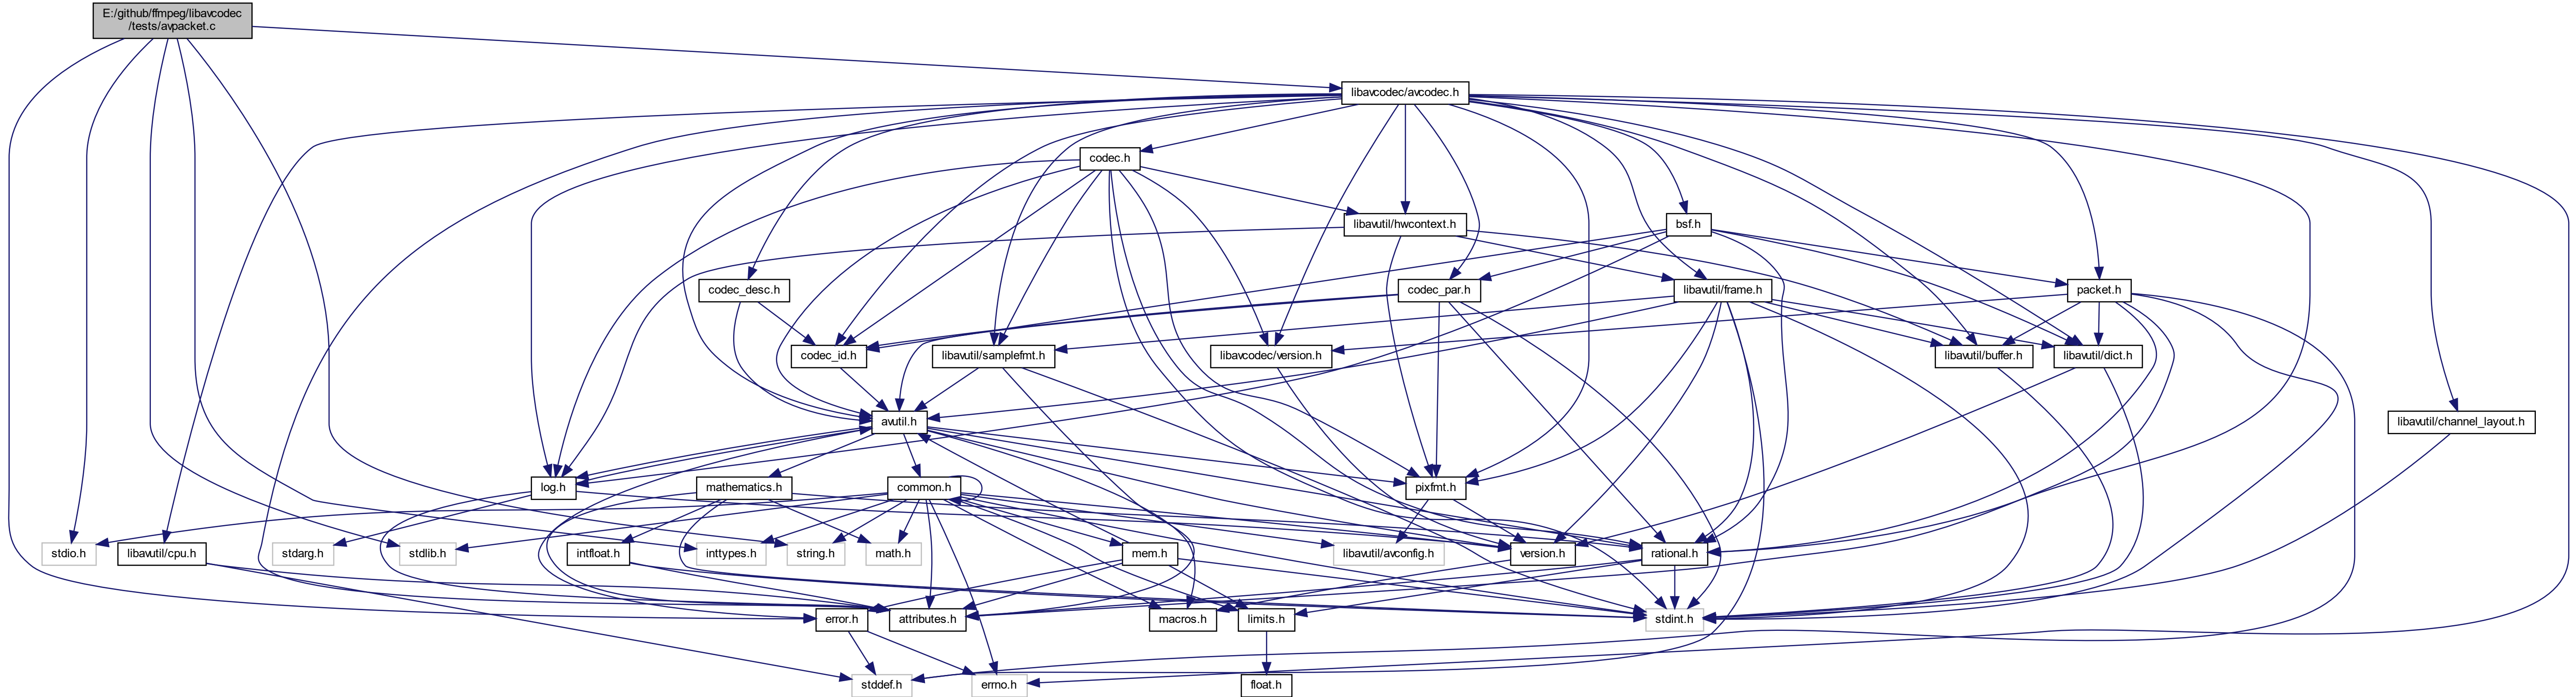 E:/github/ffmpeg/libavcodec
/tests/avpacket.c
libavcodec/avcodec.h
codec.h
libavutil/hwcontext.h
bsf.h
codec_desc.h
codec_par.h
libavutil/frame.h
packet.h
codec_id.h
libavutil/samplefmt.h
libavcodec/version.h
libavutil/buffer.h
libavutil/dict.h
avutil.h
libavutil/channel_layout.h
log.h
mathematics.h
common.h
pixfmt.h
stdio.h
libavutil/cpu.h
stdarg.h
stdlib.h
intfloat.h
inttypes.h
string.h
math.h
mem.h
libavutil/avconfig.h
version.h
rational.h
error.h
attributes.h
macros.h
limits.h
stdint.h
stddef.h
errno.h
float.h